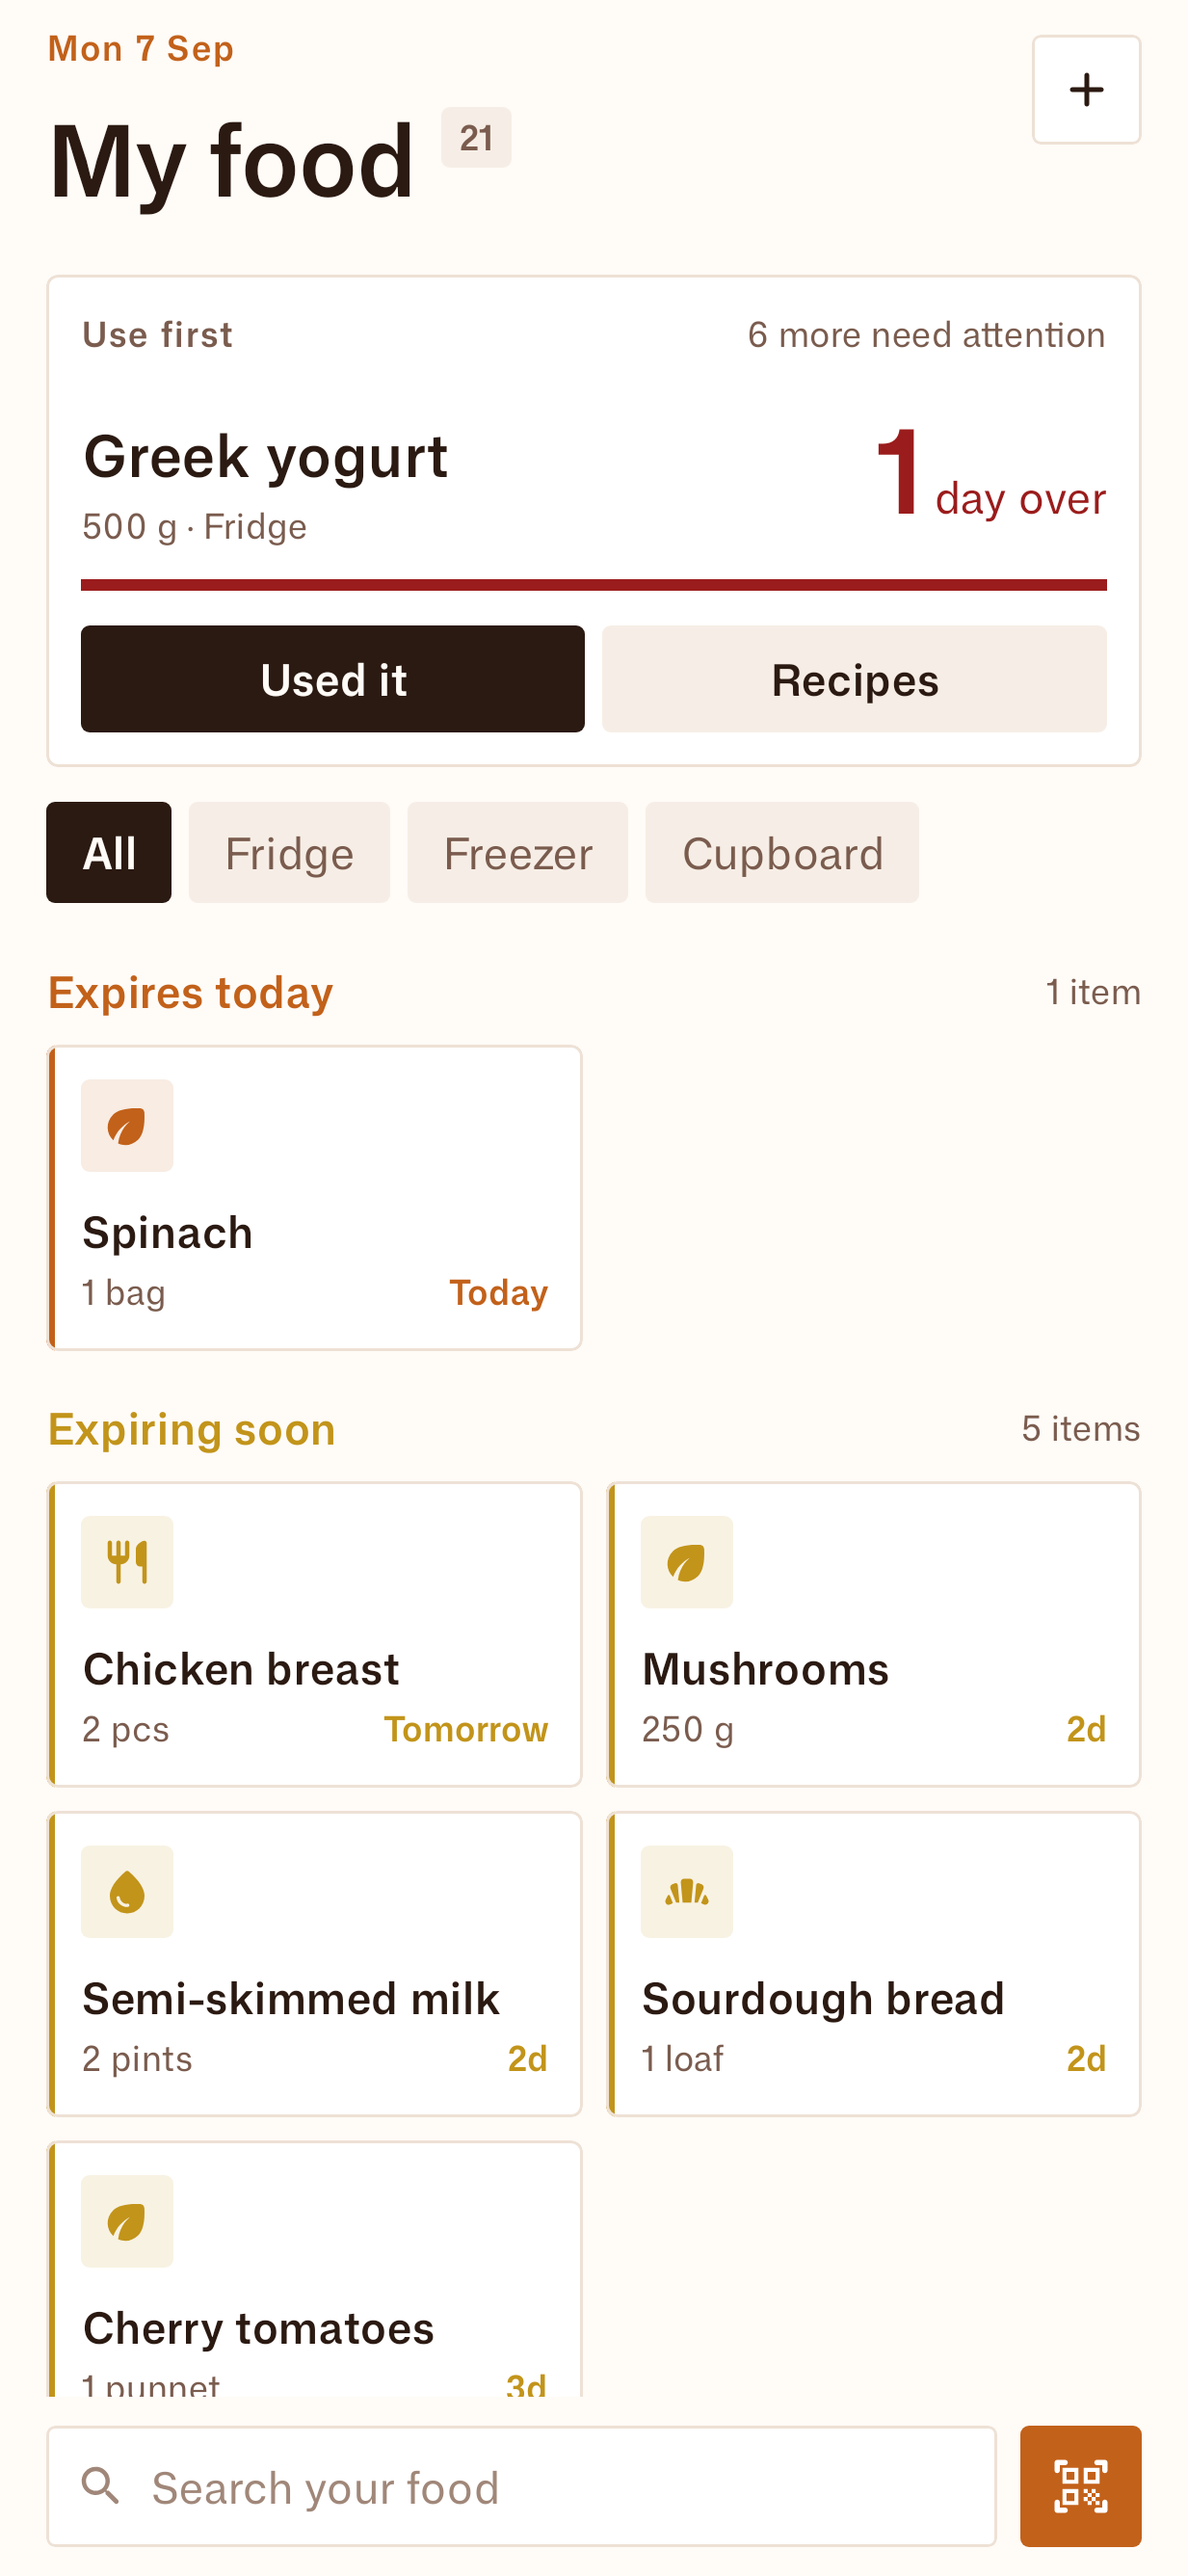 Mon 7 Sep
My food 21
Use first 6 more need attention
Greek yogurt 1 day over
500 g · Fridge
Used it Recipes
All Fridge Freezer Cupboard
Expires today 1 item
Spinach
1 bag Today
Expiring soon 5 items
Chicken breast Mushrooms
2 pcs Tomorrow 250 g 2d
Semi-skimmed milk Sourdough bread
2 pints 2d 1 loaf 2d
Cherry tomatoes
1 punnet 3d
Search your food